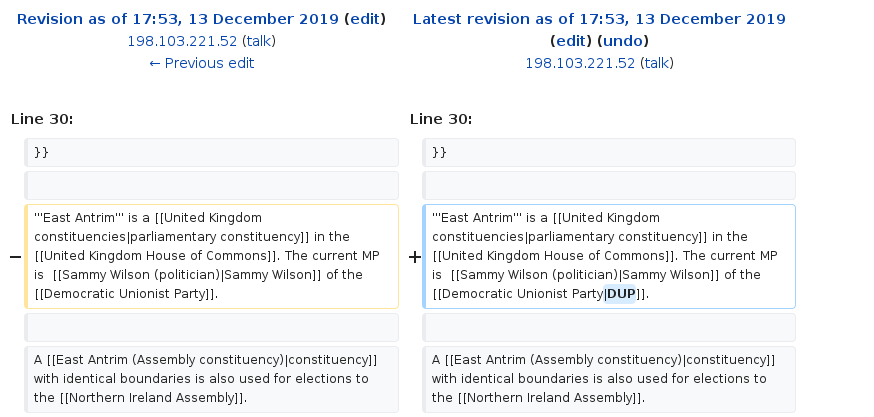 Revision as of 17:53, 13 December 2019 (edit)
198.103.221.52 (talk)
← Previous edit
Latest revision as of 17:53, 13 December 2019
(edit) (undo)
198.103.221.52 (talk)
Line 30:
Line 30:
}}
}}
− '''East Antrim''' is a [[United Kingdom
constituencies|parliamentary constituency]] in the
[[United Kingdom House of Commons]]. The current MP
is  [[Sammy Wilson (politician)|Sammy Wilson]] of the
[[Democratic Unionist Party]].
+ '''East Antrim''' is a [[United Kingdom
constituencies|parliamentary constituency]] in the
[[United Kingdom House of Commons]]. The current MP
is  [[Sammy Wilson (politician)|Sammy Wilson]] of the
[[Democratic Unionist Party|DUP]].
A [[East Antrim (Assembly constituency)|constituency]]
with identical boundaries is also used for elections to
the [[Northern Ireland Assembly]].
A [[East Antrim (Assembly constituency)|constituency]]
with identical boundaries is also used for elections to
the [[Northern Ireland Assembly]].